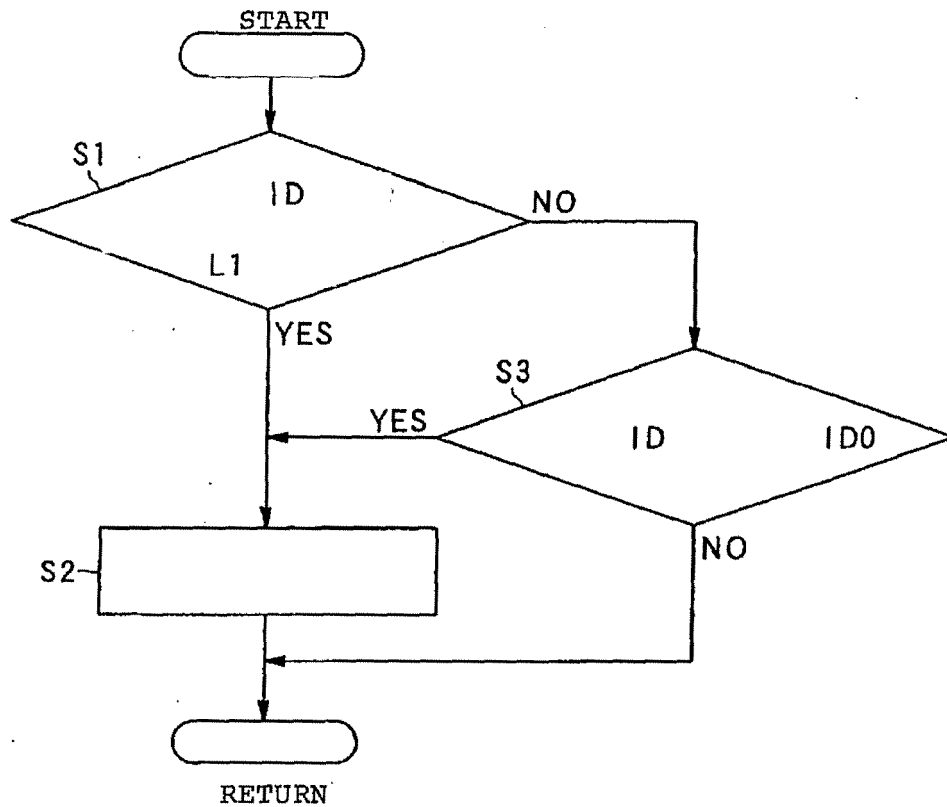 START
S1
ID
NO
L1
YES
S3
YES
ID ID0
S2
NO
RETURN